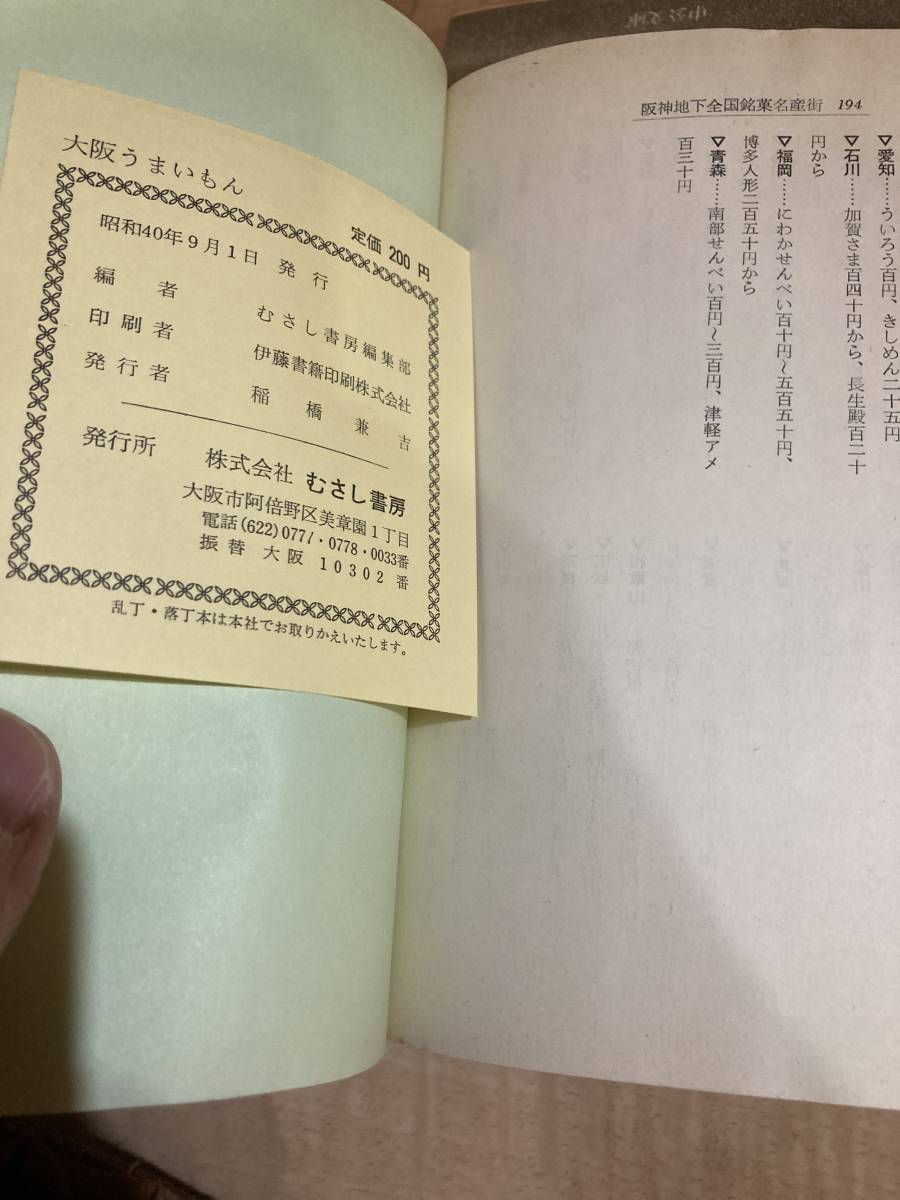 中公文庫
阪神地下全国銘菓名産街 194
▽愛知……ういろう百円、きしめん二十五円
▽石川……加賀さま百四十円から、長生殿百二十
円から
▽福岡……にわかせんべい百十円〜五百五十円、
博多人形二百五十円から
▽青森……南部せんべい百円〜三百円、津軽アメ
百三十円
大阪うまいもん
定価 200 円
昭和40年9月1日 発行
編者 むさし書房編集部
印刷者 伊藤書籍印刷株式会社
発行者 稲橋兼吉
発行所 株式会社 むさし書房
大阪市阿倍野区美章園1丁目
電話(622)0777・0778・0033番
振替 大阪 10302 番
乱丁・落丁本は本社でお取りかえいたします。